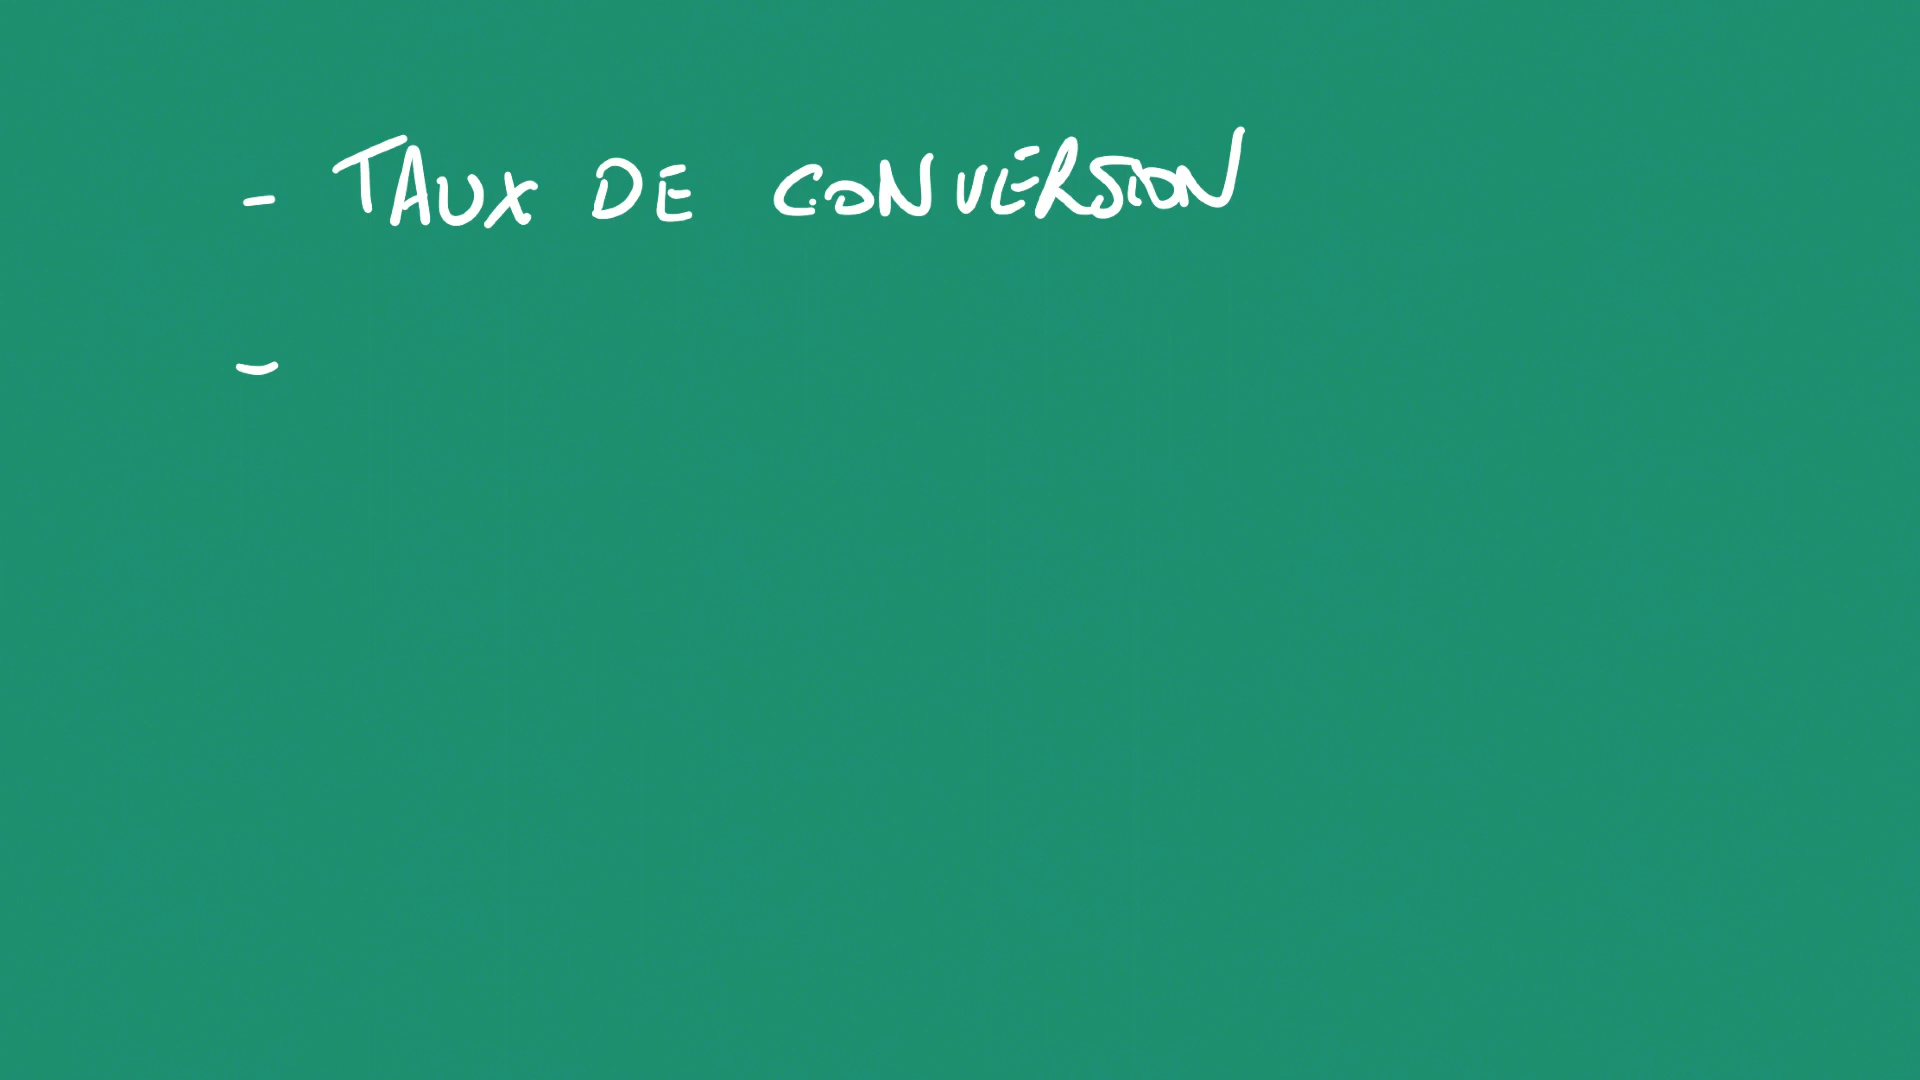 - TAUX DE CONVERSION
-